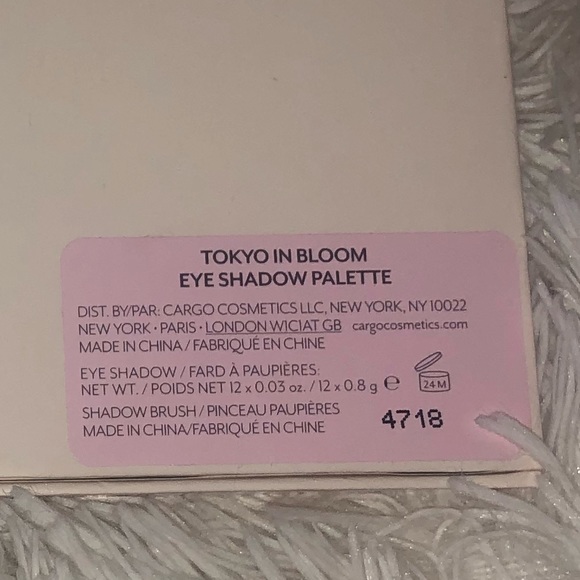 TOKYO IN BLOOM
EYE SHADOW PALETTE
DIST. BY/PAR: CARGO COSMETICS LLC, NEW YORK, NY 10022
NEW YORK · PARIS · LONDON WICIAT GB cargocosmetics.com
MADE IN CHINA / FABRIQUÉ EN CHINE
EYE SHADOW / FARD À PAUPIÈRES:
NET WT. / POIDS NET 12 x 0.03 oz. / 12 x 0.8 g e
24 M
SHADOW BRUSH / PINCEAU PAUPIÈRES
MADE IN CHINA/FABRIQUÉ EN CHINE
4718